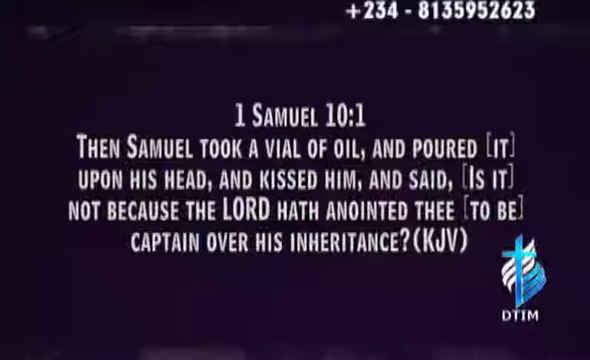 +234 - 8135952623
1 SAMUEL 10:1
THEN SAMUEL TOOK A VIAL OF OIL, AND POURED [IT]
UPON HIS HEAD, AND KISSED HIM, AND SAID, [IS IT]
NOT BECAUSE THE LORD HATH ANOINTED THEE [TO BE]
CAPTAIN OVER HIS INHERITANCE?(KJV)
DTIM